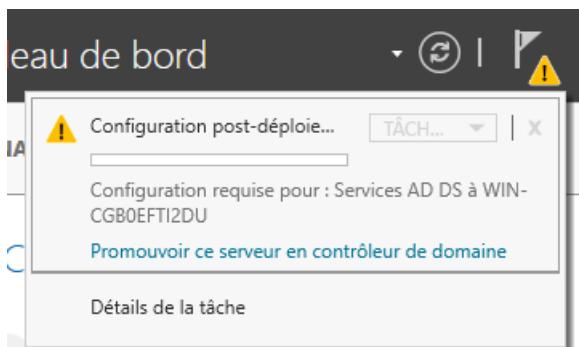 eau de bord
Configuration post-déploie... TÂCH... X
Configuration requise pour : Services AD DS à WIN-
CGB0EFTI2DU
Promouvoir ce serveur en contrôleur de domaine
Détails de la tâche